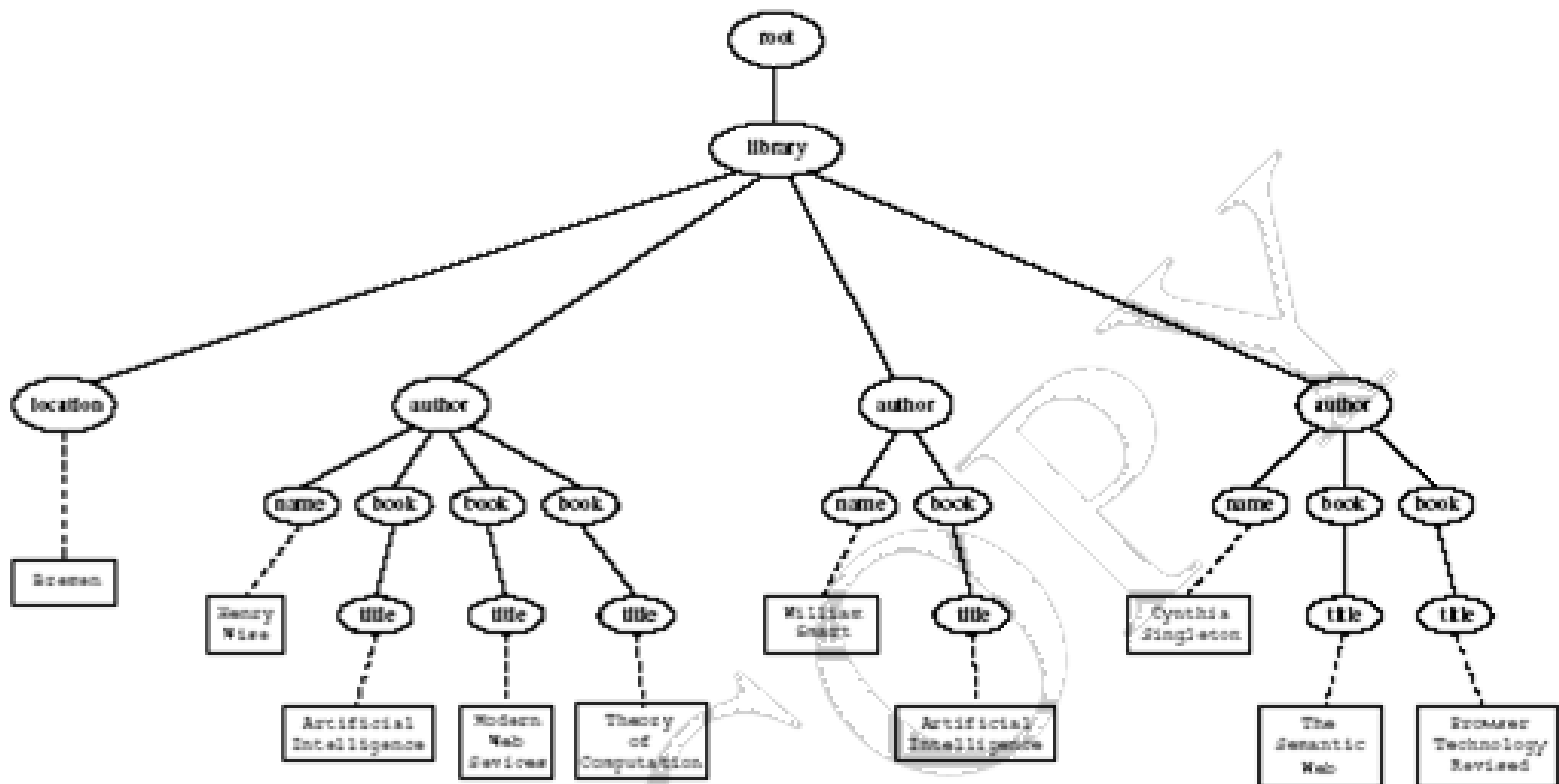 root
library
location
author
author
author
name
book
book
book
name
book
name
book
book
Bremen
Henry
Wise
title
title
title
William
Smart
title
Cynthia
Singleton
title
title
Artificial
Intelligence
Modern
Web
Sevices
Theory
of
Computation
Artificial
Intelligence
The
Semantic
Web
Browser
Technology
Revised
COPY